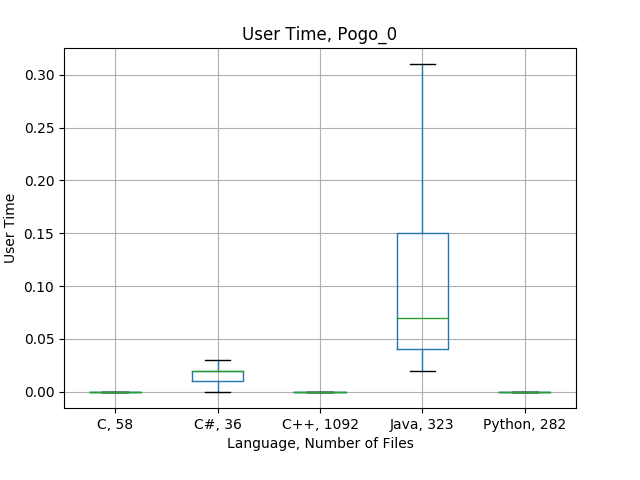 User Time, Pogo_0
User Time
0.30
0.25
0.20
0.15
0.10
0.05
0.00
C, 58
C#, 36
C++, 1092
Java, 323
Python, 282
Language, Number of Files